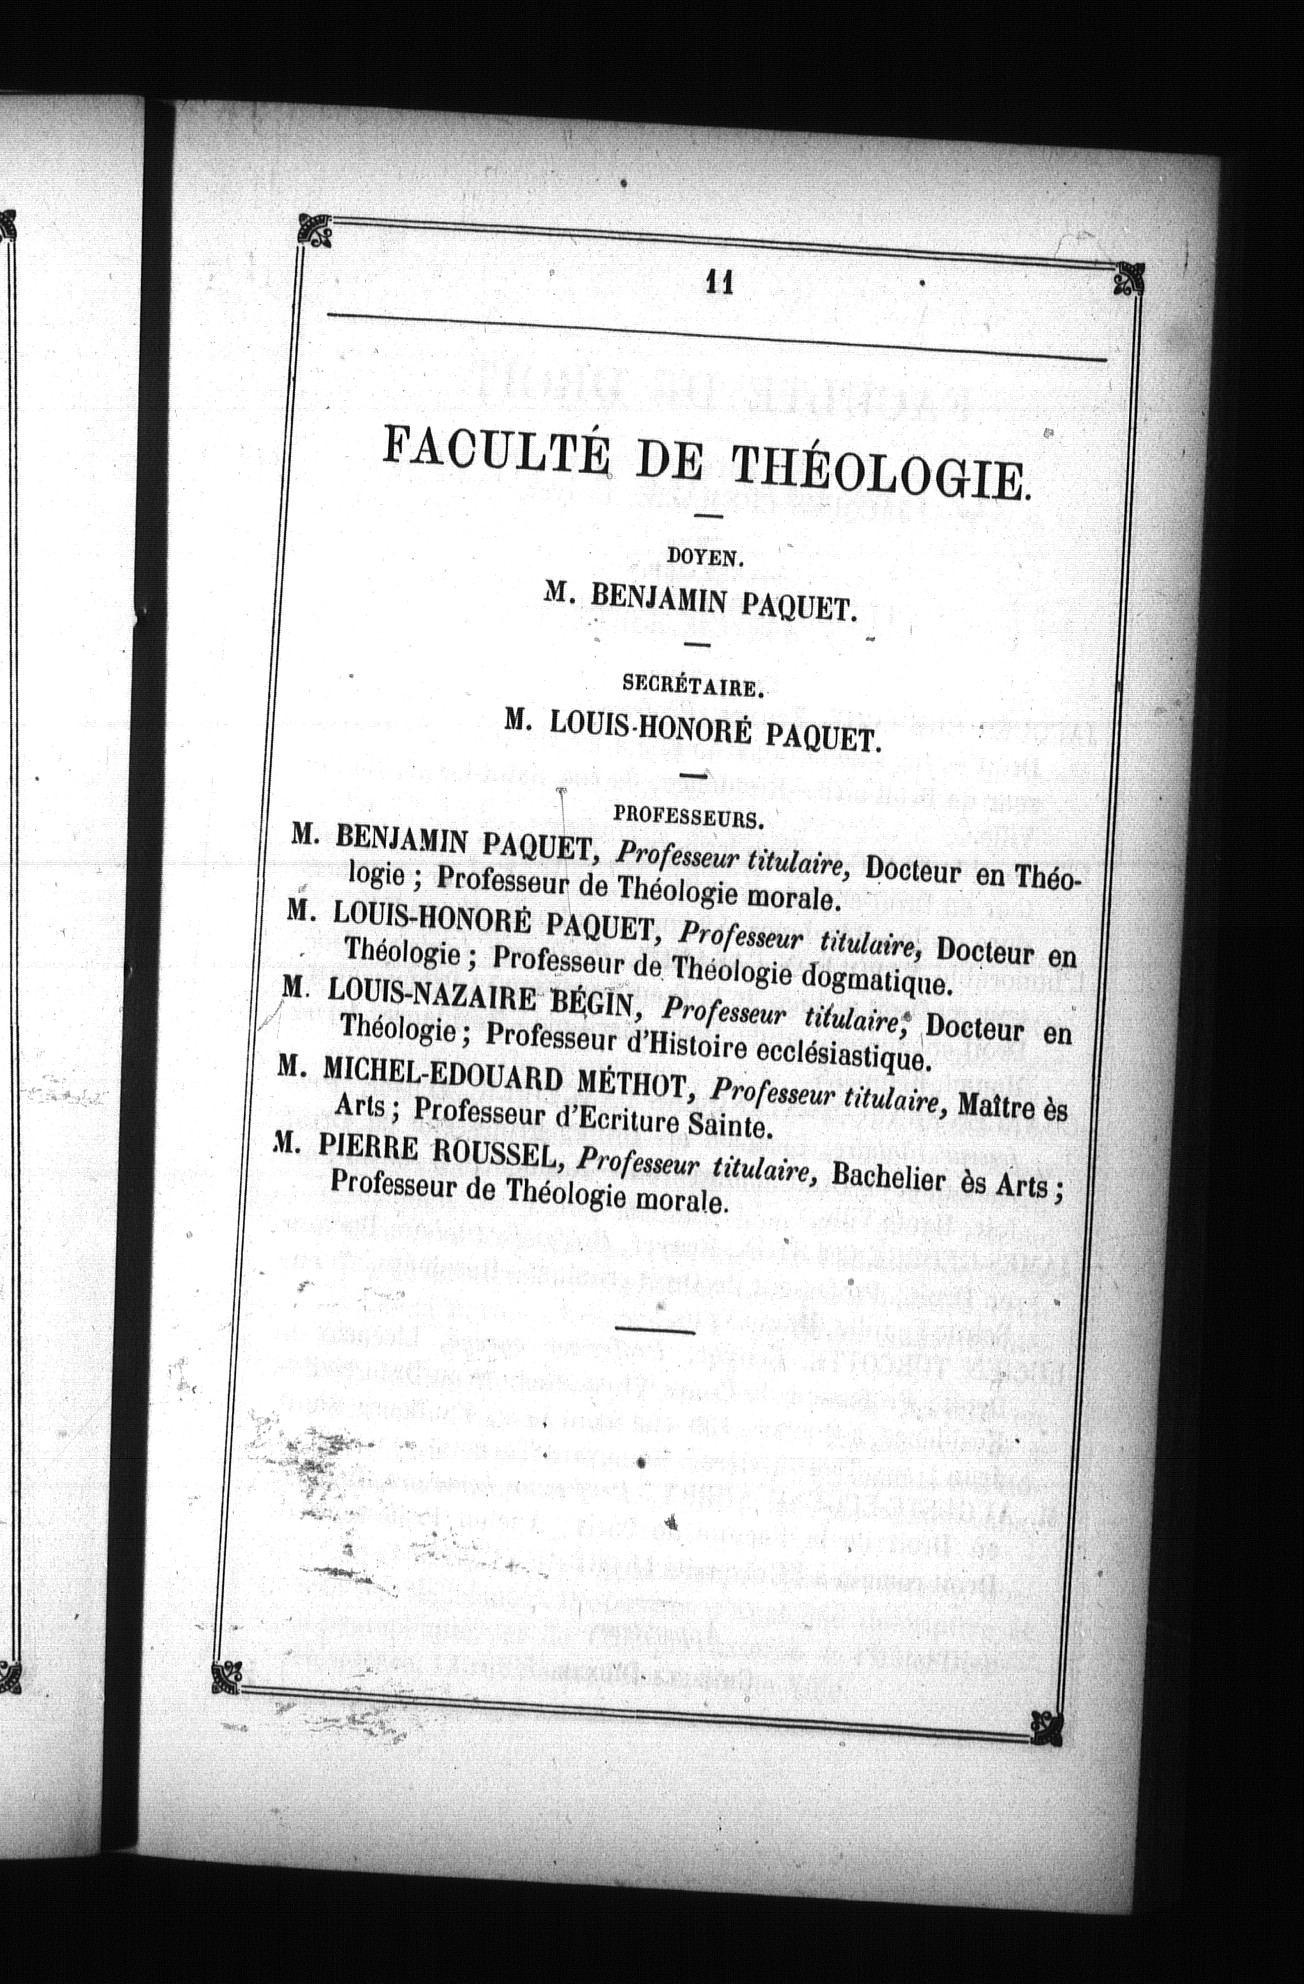 11
FACULTÉ DE THÉOLOGIE.
DOYEN.
M. BENJAMIN PAQUET.
SECRÉTAIRE.
M. LOUIS-HONORÉ PAQUET.
PROFESSEURS.
M. BENJAMIN PAQUET, Professeur titulaire, Docteur en Théo-
logie ; Professeur de Théologie morale.
M. LOUIS-HONORÉ PAQUET, Professeur titulaire, Docteur en
Théologie ; Professeur de Théologie dogmatique.
M. LOUIS-NAZAIRE BÉGIN, Professeur titulaire, Docteur en
Théologie ; Professeur d'Histoire ecclésiastique.
M. MICHEL-EDOUARD MÉTHOT, Professeur titulaire, Maître ès
Arts ; Professeur d'Ecriture Sainte.
M. PIERRE ROUSSEL, Professeur titulaire, Bachelier ès Arts ;
Professeur de Théologie morale.